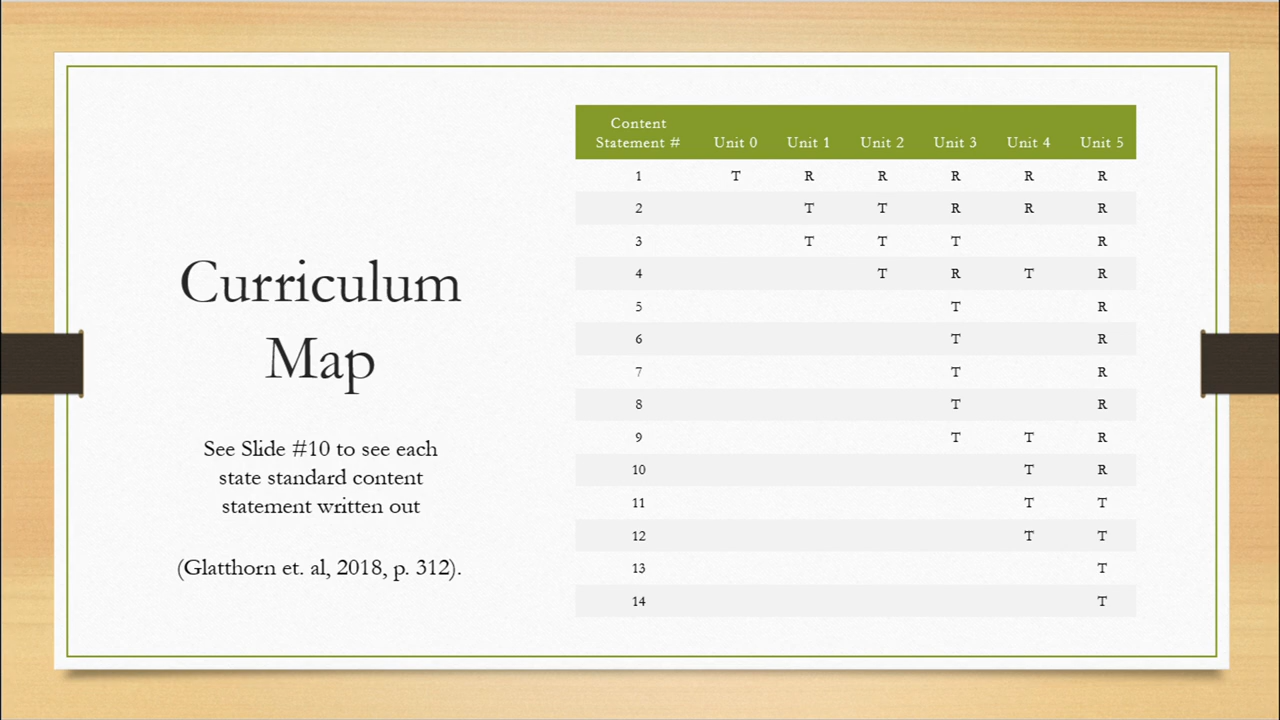 Curriculum
Map
See Slide #10 to see each
state standard content
statement written out
(Glatthorn et. al, 2018, p. 312).
Content
Statement # Unit 0 Unit 1 Unit 2 Unit 3 Unit 4 Unit 5
1 T R R R R R
2 T T R R R
3 T T T R
4 T R T R
5 T R
6 T R
7 T R
8 T R
9 T T R
10 T R
11 T T
12 T T
13 T
14 T